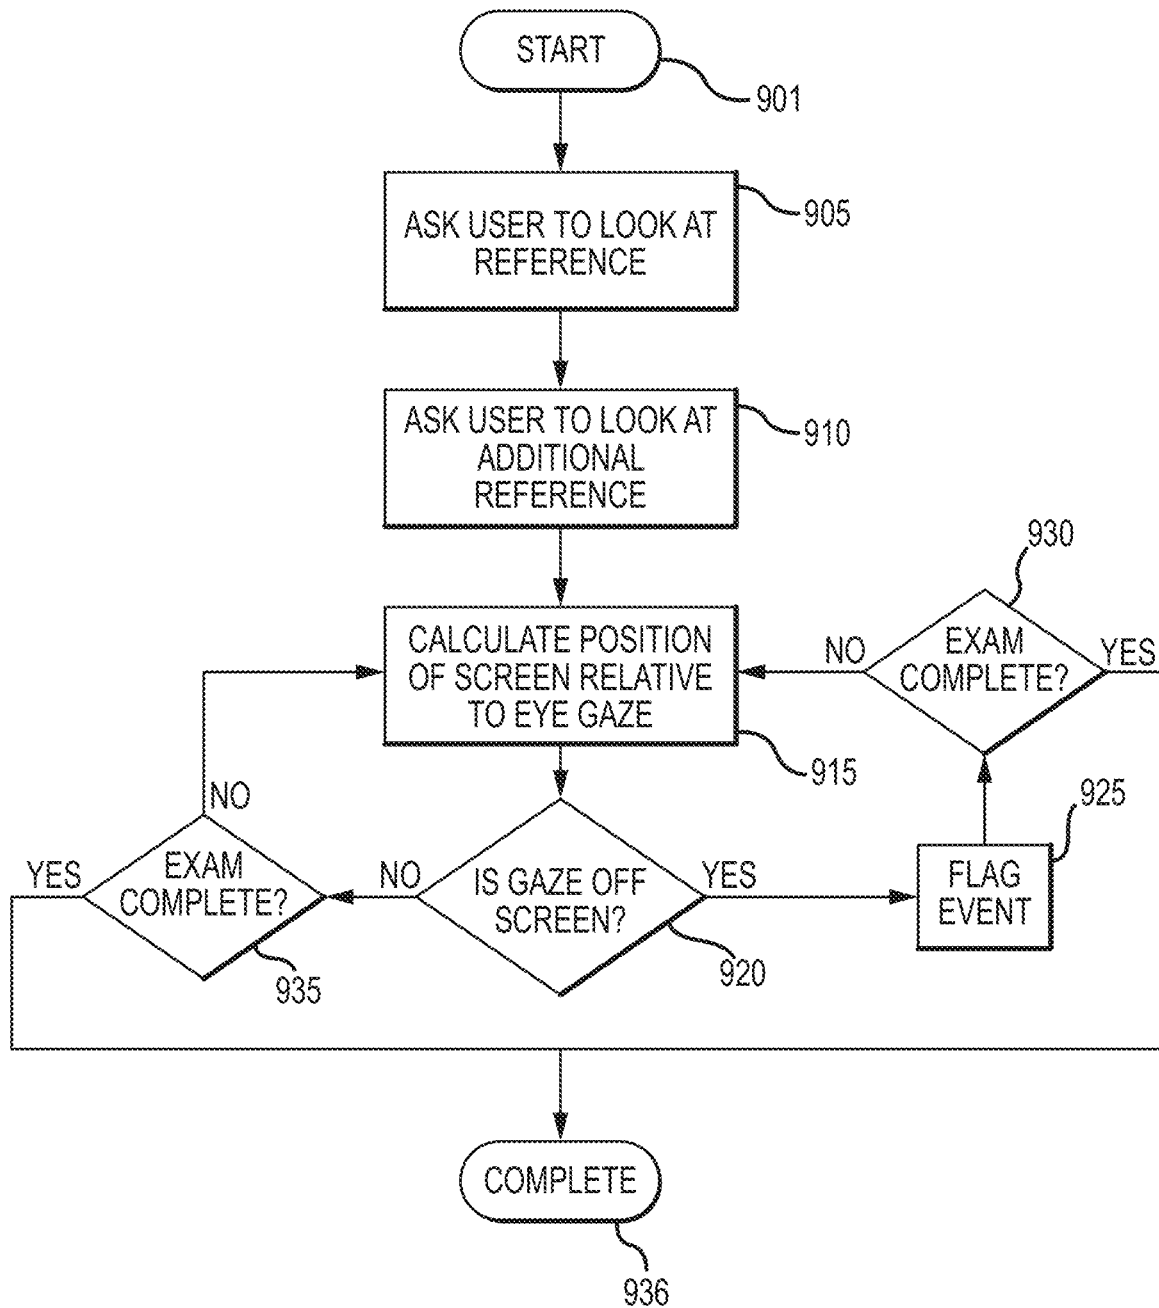 START
901
ASK USER TO LOOK AT
REFERENCE
905
ASK USER TO LOOK AT
ADDITIONAL
REFERENCE
910
930
CALCULATE POSITION
OF SCREEN RELATIVE
TO EYE GAZE
915
NO
EXAM
COMPLETE?
YES
925
NO
YES
EXAM
COMPLETE?
935
NO
IS GAZE OFF
SCREEN?
YES
920
FLAG
EVENT
COMPLETE
936